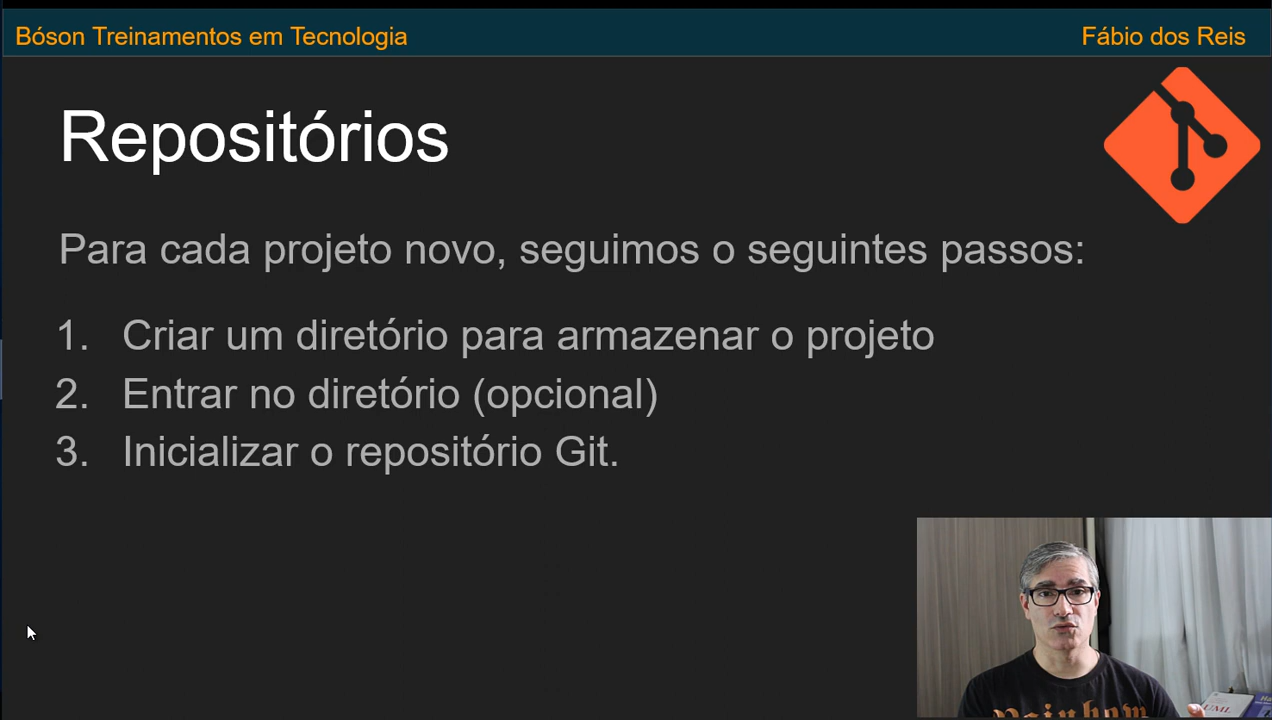 Bóson Treinamentos em Tecnologia
Fábio dos Reis
Repositórios
Para cada projeto novo, seguimos o seguintes passos:
1. Criar um diretório para armazenar o projeto
2. Entrar no diretório (opcional)
3. Inicializar o repositório Git.
UML